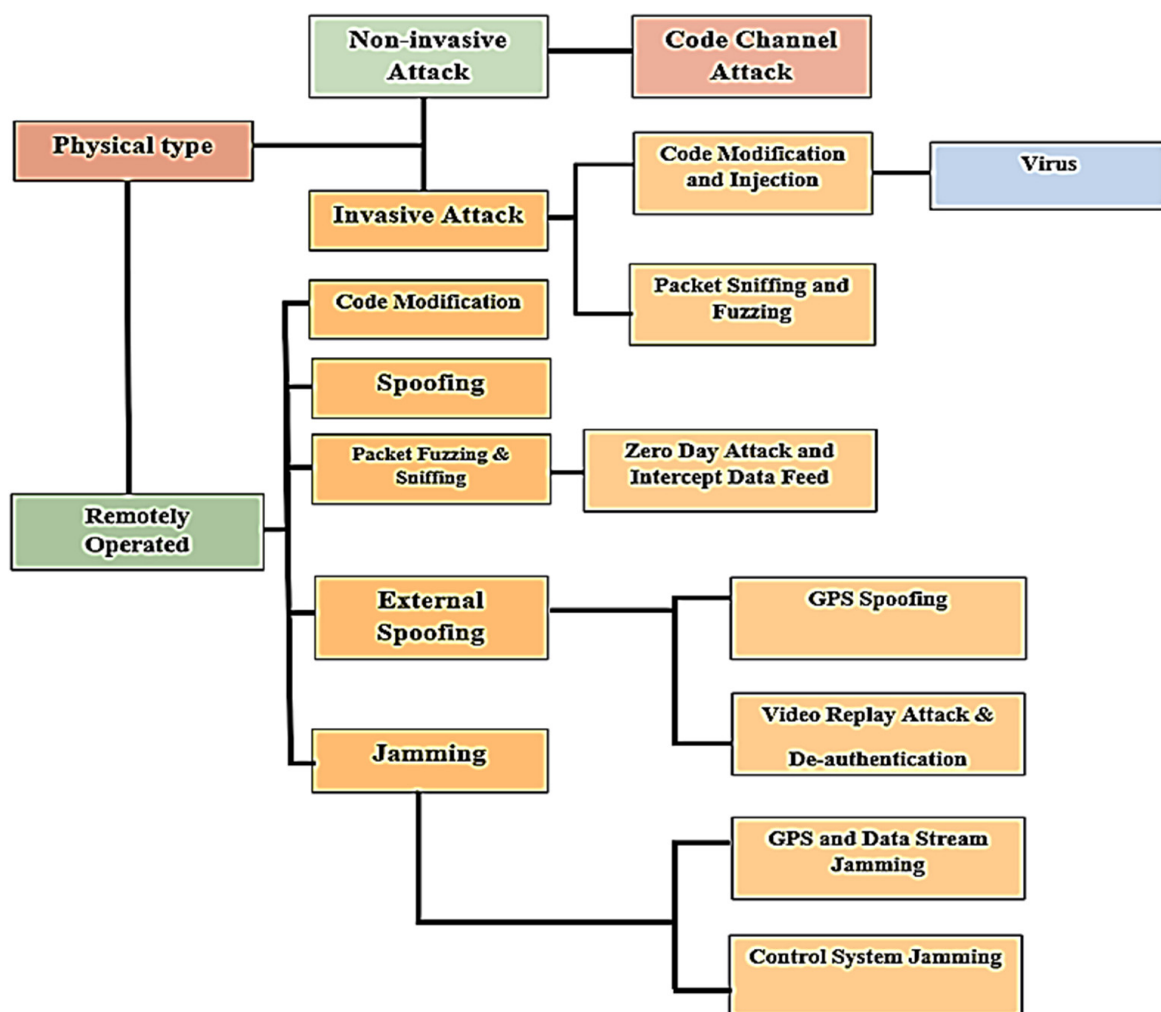 Non-invasive
Attack
Code Channel
Attack
Physical type
Code Modification
and Injection
Virus
Invasive Attack
Packet Sniffing and
Fuzzing
Code Modification
Spoofing
Packet Fuzzing &
Sniffing
Zero Day Attack and
Intercept Data Feed
Remotely
Operated
External
Spoofing
GPS Spoofing
Video Replay Attack &
De-authentication
Jamming
GPS and Data Stream
Jamming
Control System Jamming